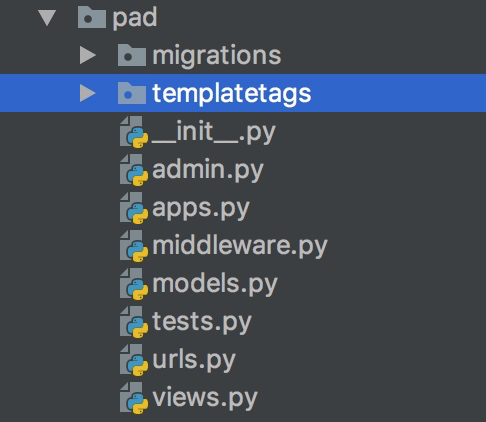 pad
migrations
templatetags
__init__.py
admin.py
apps.py
middleware.py
models.py
tests.py
urls.py
views.py